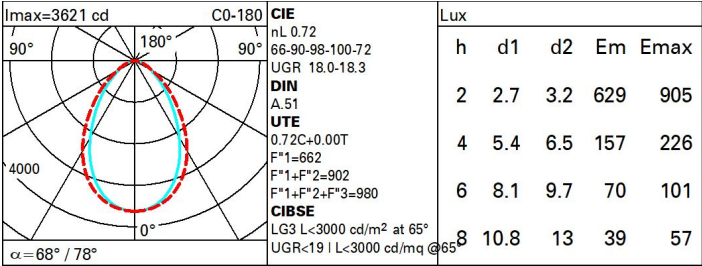 Imax=3621 cd C0-180
90° 180° 90°
4000
0°
α=68° / 78°
CIE
nL 0.72
66-90-98-100-72
UGR 18.0-18.3
DIN
A.51
UTE
0.72C+0.00T
F"1=662
F"1+F"2=902
F"1+F"2+F"3=980
CIBSE
LG3 L<3000 cd/m² at 65°
UGR<19 | L<3000 cd/mq @65°
Lux
h d1 d2 Em Emax
2 2.7 3.2 629 905
4 5.4 6.5 157 226
6 8.1 9.7 70 101
8 10.8 13 39 57